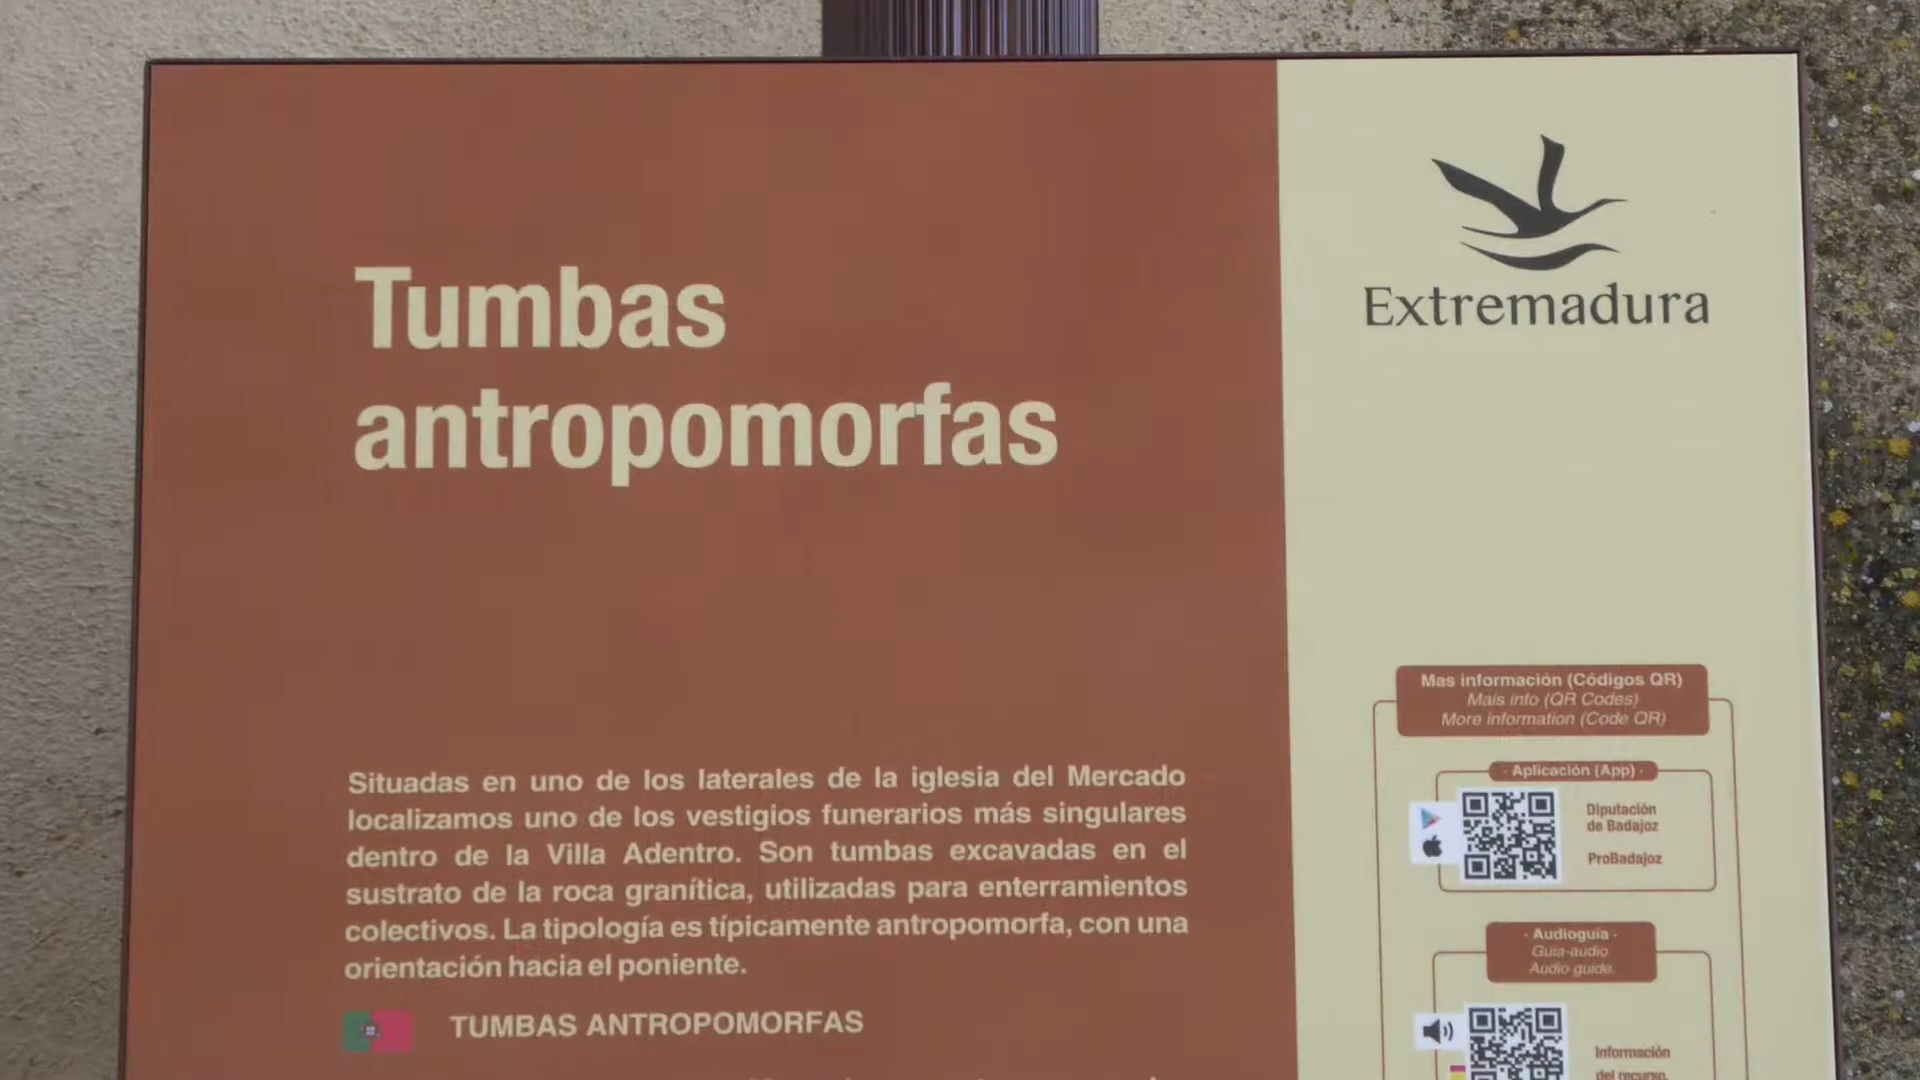 Tumbas
antropomorfas
Situadas en uno de los laterales de la iglesia del Mercado
localizamos uno de los vestigios funerarios más singulares
dentro de la Villa Adentro. Son tumbas excavadas en el
sustrato de la roca granítica, utilizadas para enterramientos
colectivos. La tipología es típicamente antropomorfa, con una
orientación hacia el poniente.
TUMBAS ANTROPOMORFAS
Extremadura
Mas información (Códigos QR)
Mais info (QR Codes)
More information (Code QR)
· Aplicación (App) ·
Diputación
de Badajoz
ProBadajoz
· Audioguía ·
Guia-audio
Audio guide.
Información
del recurso.